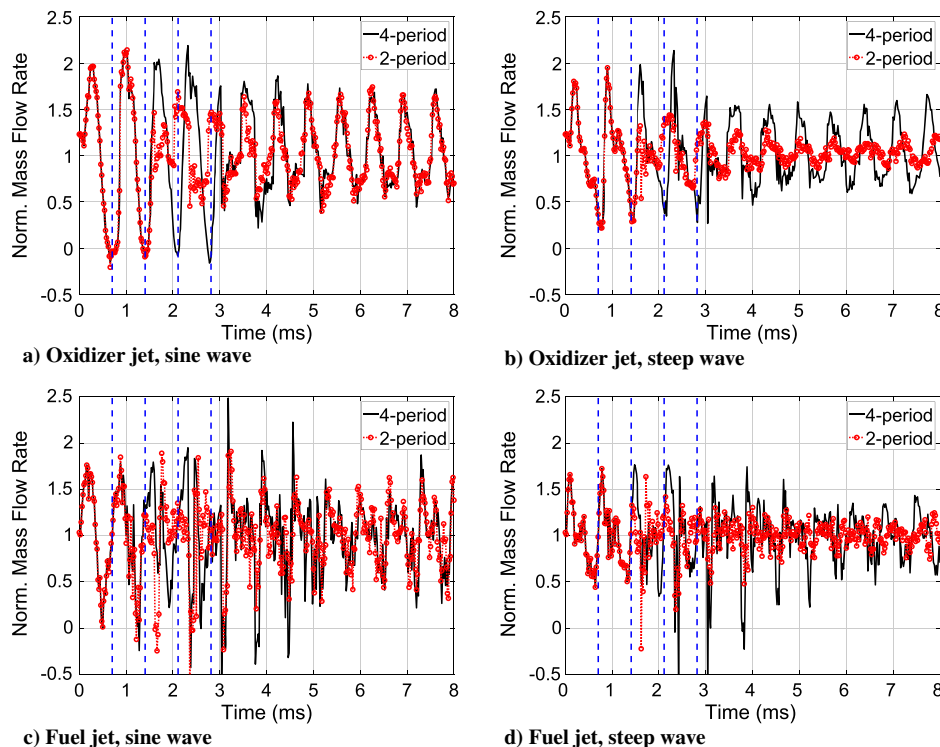 2.5
2
1.5
1
0.5
0
-0.5
Norm. Mass Flow Rate
4-period
2-period
0 1 2 3 4 5 6 7 8
Time (ms)
a) Oxidizer jet, sine wave
2.5
2
1.5
1
0.5
0
-0.5
Norm. Mass Flow Rate
4-period
2-period
0 1 2 3 4 5 6 7 8
Time (ms)
b) Oxidizer jet, steep wave
2.5
2
1.5
1
0.5
0
-0.5
Norm. Mass Flow Rate
4-period
2-period
0 1 2 3 4 5 6 7 8
Time (ms)
c) Fuel jet, sine wave
2.5
2
1.5
1
0.5
0
-0.5
Norm. Mass Flow Rate
4-period
2-period
0 1 2 3 4 5 6 7 8
Time (ms)
d) Fuel jet, steep wave